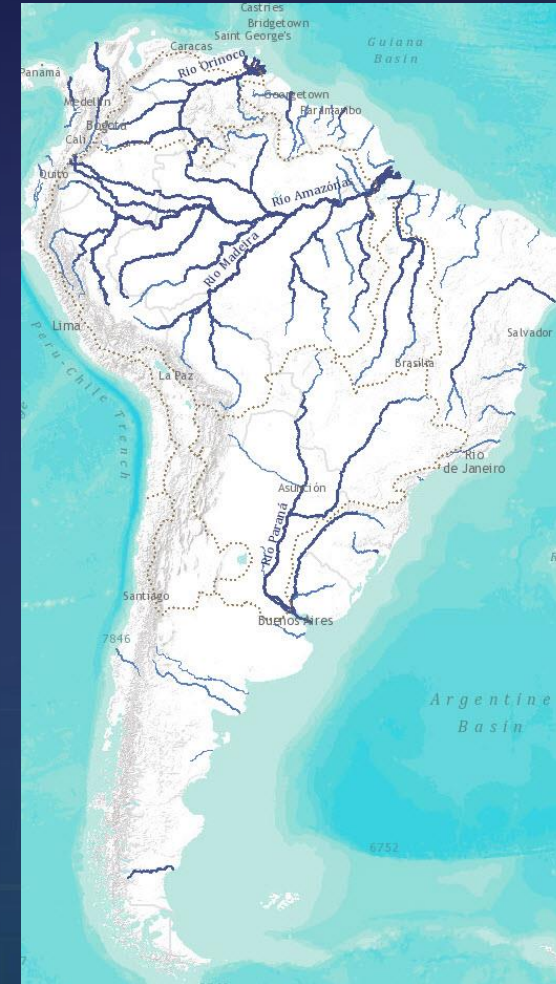 Castries
Bridgetown
Saint George's
Guiana
Basin
Caracas
Río Orinoco
Panamá
Medellín
Georgetown
Paramaribo
Bogotá
Cali
Quito
Río Amazonas
Río Madeira
Lima
Salvador
Peru-Chile Trench
La Paz
Brasília
Rio
de Janeiro
Asunción
Río Paraná
Santiago
Buenos Aires
7846
Argentine
Basin
6752